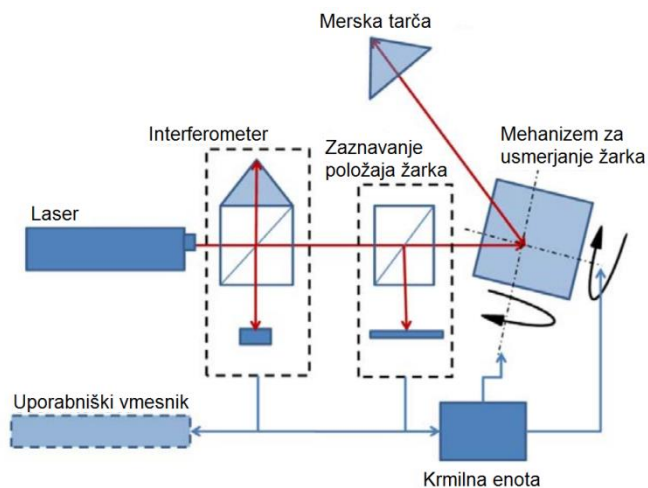 Merska tarča
Interferometer
Zaznavanje
položaja žarka
Mehanizem za
usmerjanje žarka
Laser
Uporabniški vmesnik
Krmilna enota